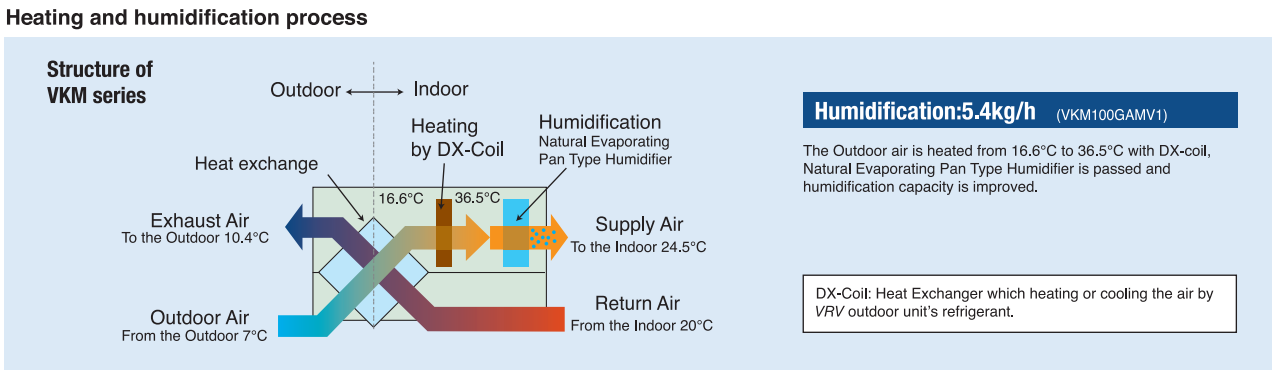 Heating and humidification process
Structure of
VKM series
Outdoor
Indoor
Heating
by DX-Coil
Humidification
Natural Evaporating
Pan Type Humidifier
Heat exchange
16.6°C
36.5°C
Exhaust Air
To the Outdoor 10.4°C
Supply Air
To the Indoor 24.5°C
Outdoor Air
From the Outdoor 7°C
Return Air
From the Indoor 20°C
Humidification:5.4kg/h (VKM100GAMV1)
The Outdoor air is heated from 16.6°C to 36.5°C with DX-coil,
Natural Evaporating Pan Type Humidifier is passed and
humidification capacity is improved.
DX-Coil: Heat Exchanger which heating or cooling the air by
VRV outdoor unit's refrigerant.